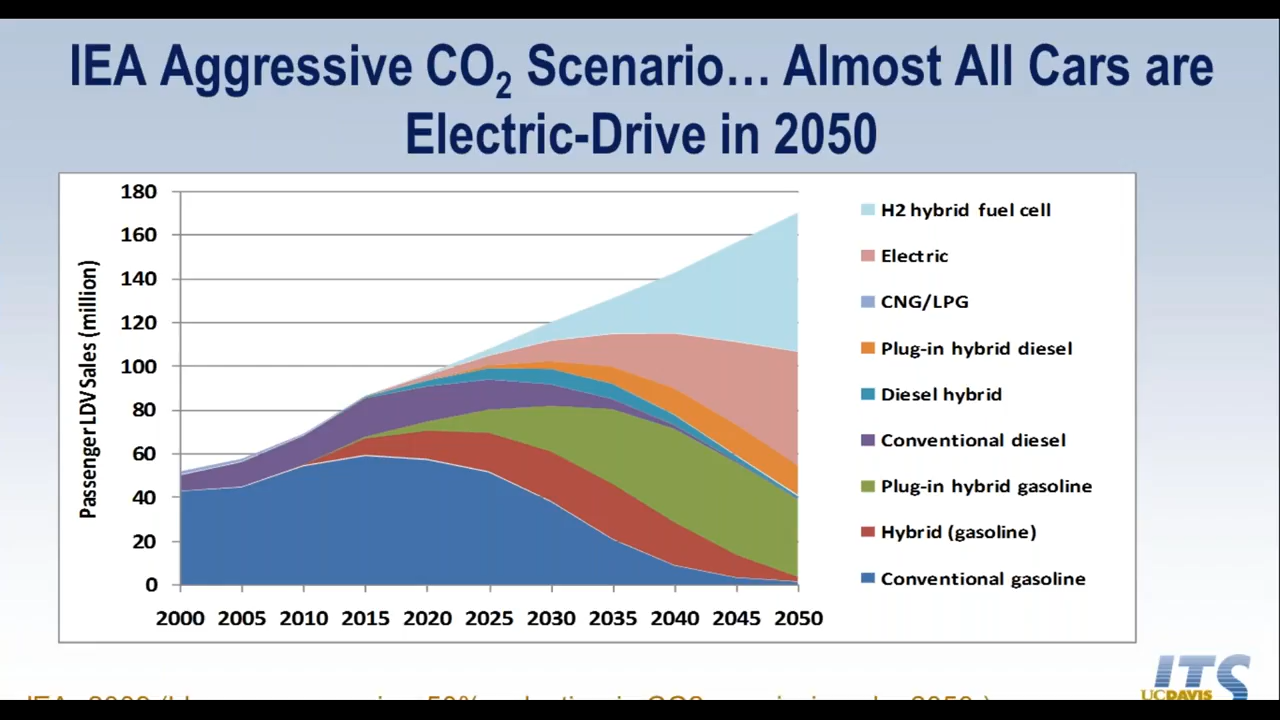 IEA Aggressive CO2 Scenario… Almost All Cars are
Electric-Drive in 2050
Passenger LDV Sales (million)
180
160
140
120
100
80
60
40
20
0
2000 2005 2010 2015 2020 2025 2030 2035 2040 2045 2050
H2 hybrid fuel cell
Electric
CNG/LPG
Plug-in hybrid diesel
Diesel hybrid
Conventional diesel
Plug-in hybrid gasoline
Hybrid (gasoline)
Conventional gasoline
ITS
UCDAVIS